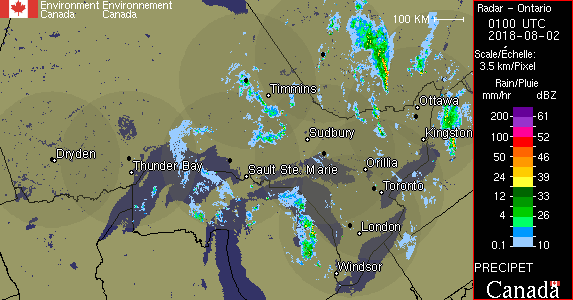 Environment Environnement
Canada Canada
100 KM
Timmins
Ottawa
Sudbury
Kingston
Dryden
Thunder Bay
Sault Ste. Marie
Orillia
Toronto
London
Windsor
Radar - Ontario
0100 UTC
2018-08-02
Scale/Échelle:
3.5 km/Pixel
Rain/Pluie
mm/hr dBZ
200 61
100 52
50 46
24 39
12 33
4 26
0.1 10
PRECIPET
Canada